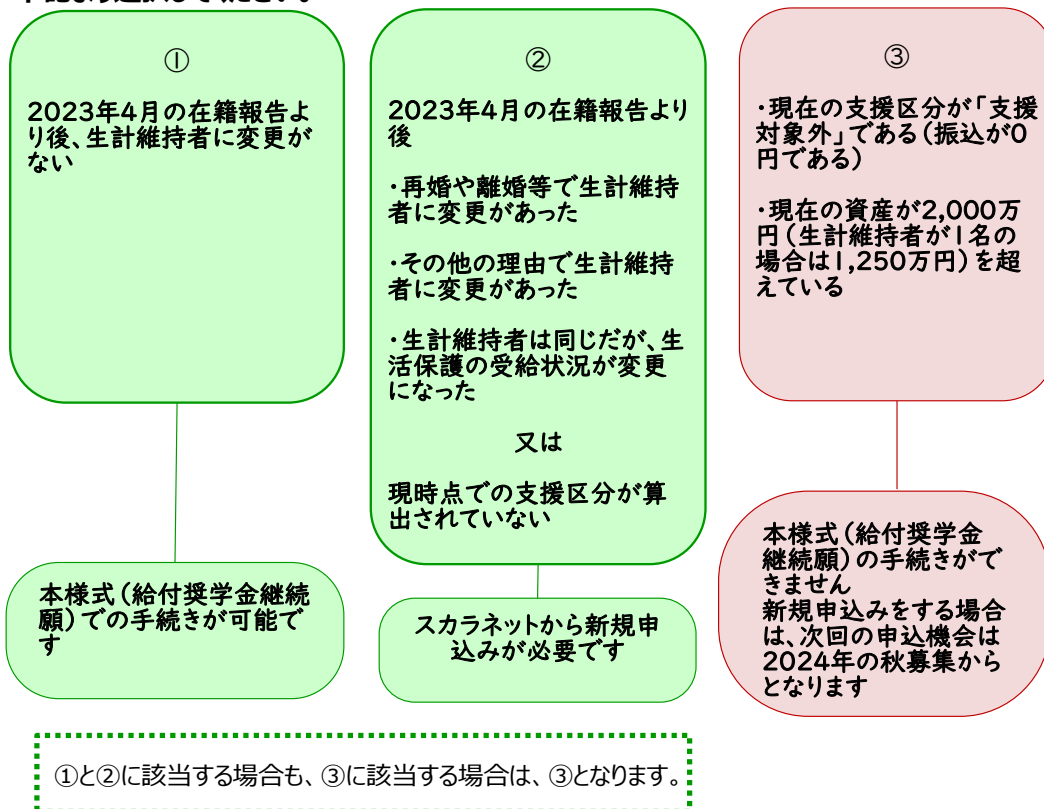 ①
2023年4月の在籍報告よ
り後、生計維持者に変更が
ない
②
2023年4月の在籍報告より
後
・再婚や離婚等で生計維持
者に変更があった
・その他の理由で生計維持
者に変更があった
・生計維持者は同じだが、生
活保護の受給状況が変更
になった
又は
現時点での支援区分が算
出されていない
③
・現在の支援区分が「支援
対象外」である(振込が0
円である)
・現在の資産が2,000万
円(生計維持者が1名の
場合は1,250万円)を超
えている
本様式(給付奨学金継続
願)での手続きが可能で
す
スカラネットから新規申
込みが必要です
本様式(給付奨学金
継続願)の手続きがで
きません
新規申込みをする場合
は、次回の申込機会は
2024年の秋募集から
となります
①と②に該当する場合も、③に該当する場合は、③となります。